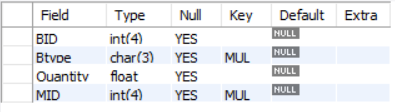 Field Type Null Key Default Extra
BID int(4) YES NULL
Btype char(3) YES MUL NULL
Quantity float YES NULL
MID int(4) YES MUL NULL